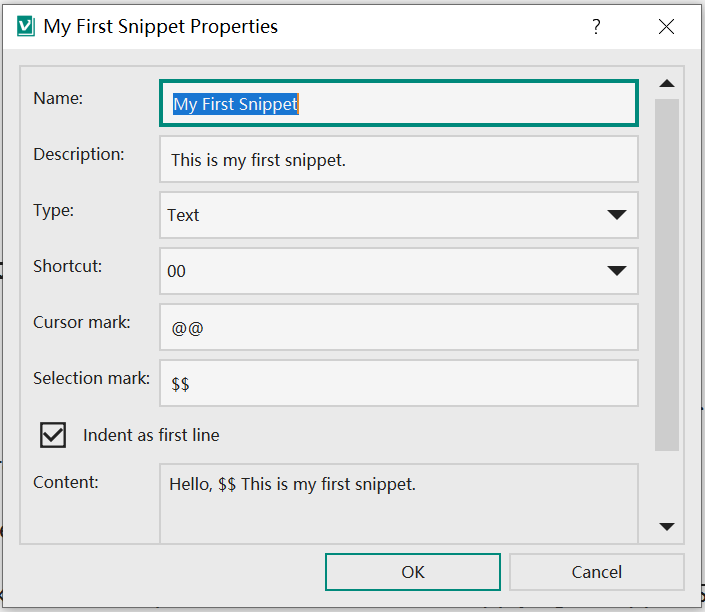 My First Snippet Properties
Name: My First Snippet
Description: This is my first snippet.
Type: Text
Shortcut: 00
Cursor mark: @@
Selection mark: $$
Indent as first line
Content: Hello, $$ This is my first snippet.
OK Cancel